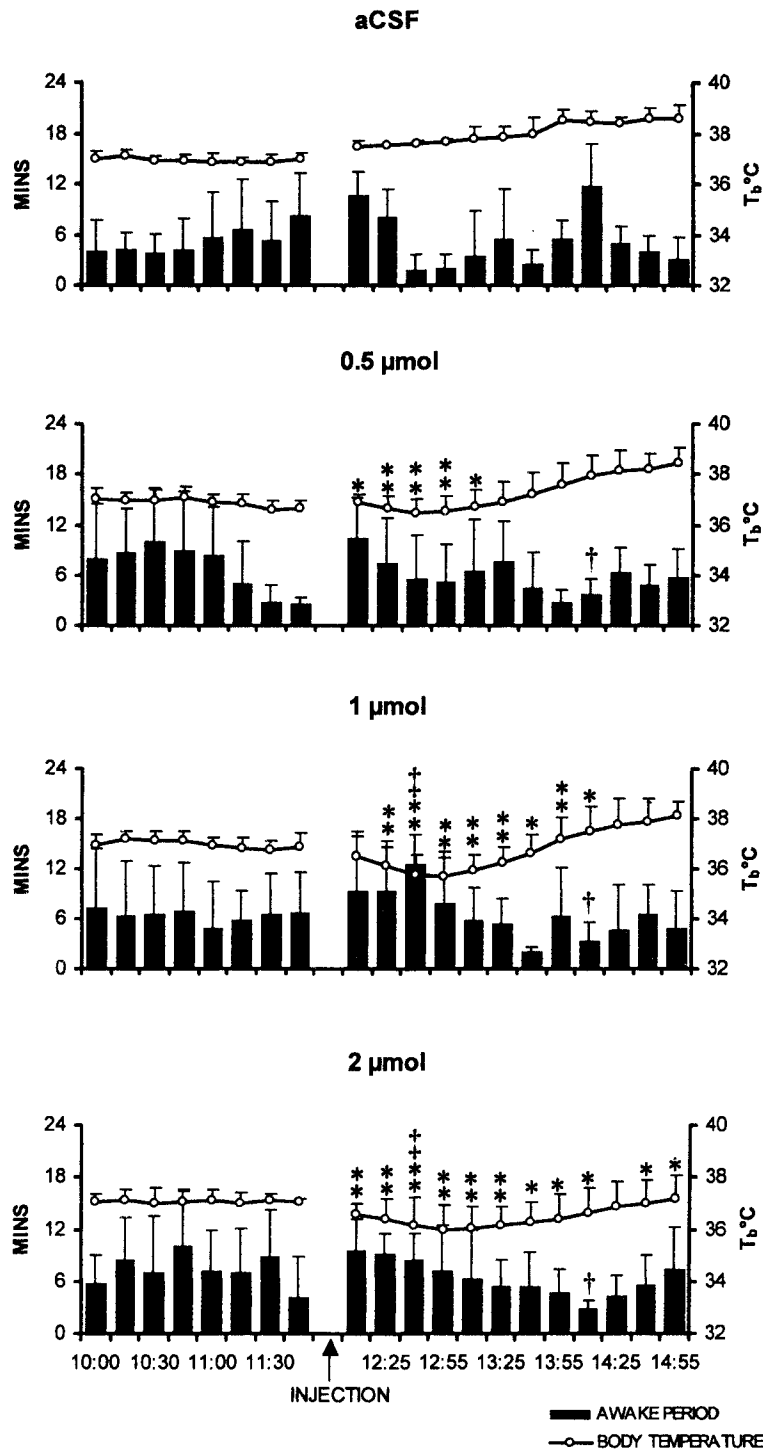 aCSF
24 18 12 6 0
MINS
40 38 36 34 32
Tb°C
0.5 µmol
24 18 12 6 0
MINS
40 38 36 34 32
Tb°C
* ** ** ** * †
1 µmol
24 18 12 6 0
MINS
40 38 36 34 32
Tb°C
** ‡** ** ** ** * ** * †
2 µmol
24 18 12 6 0
MINS
40 38 36 34 32
Tb°C
** ** ‡** ** ** ** * * * † * *
10:00 10:30 11:00 11:30 12:25 12:55 13:25 13:55 14:25 14:55
INJECTION
AWAKE PERIOD
BODY TEMPERATURE